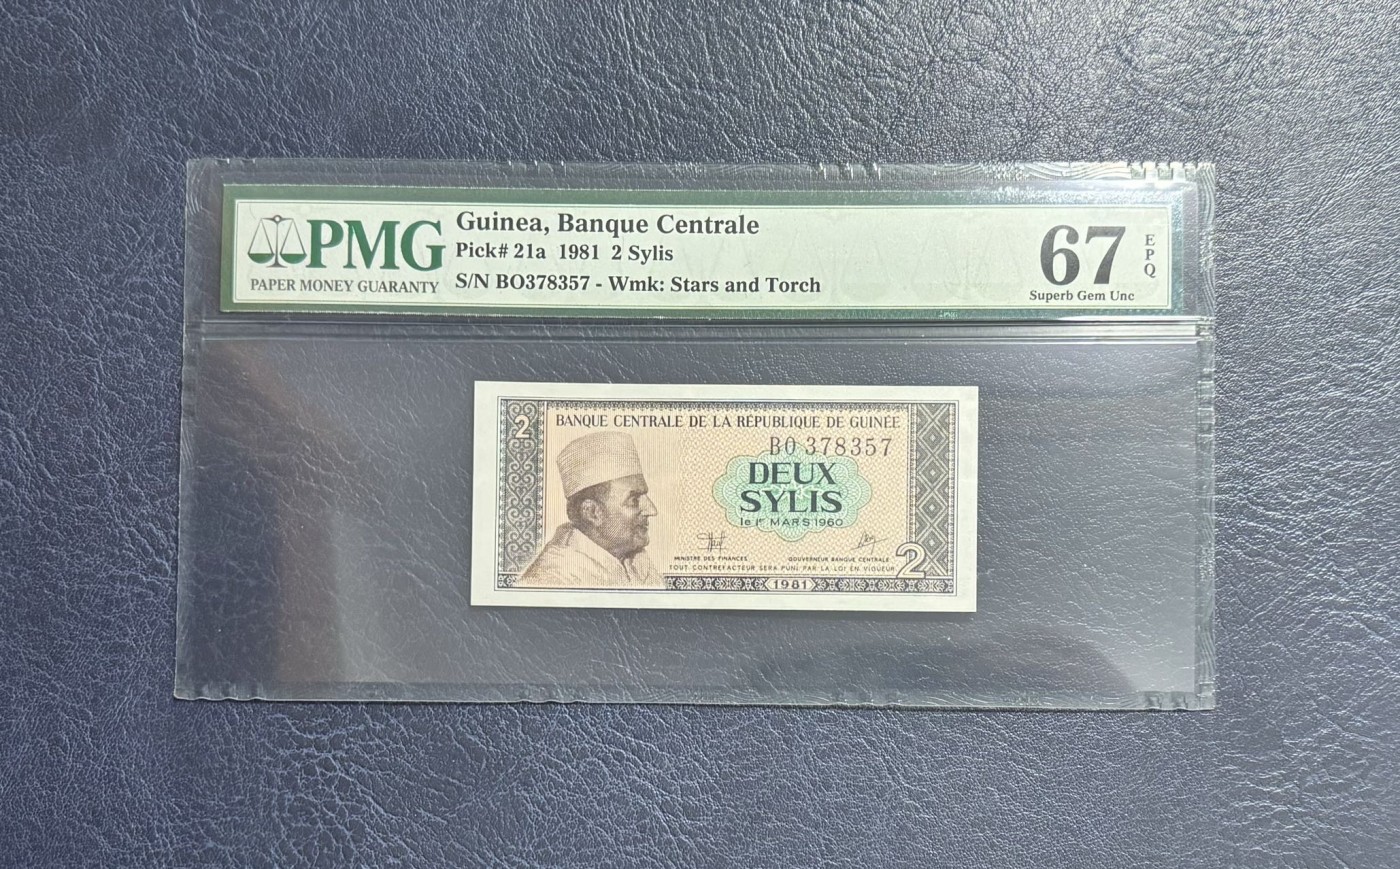 PMG
PAPER MONEY GUARANTY
Guinea, Banque Centrale
Pick# 21a 1981 2 Sylis
S/N BO378357 - Wmk: Stars and Torch
67
EPQ
Superb Gem Unc
2
BANQUE CENTRALE DE LA RÉPUBLIQUE DE GUINÉE
BO 378357
DEUX
SYLIS
le 1er MARS 1960
MINISTRE DES FINANCES GOUVERNEUR BANQUE CENTRALE
TOUT CONTREFACTEUR SERA PUNI PAR LA LOI EN VIGUEUR
2
1981